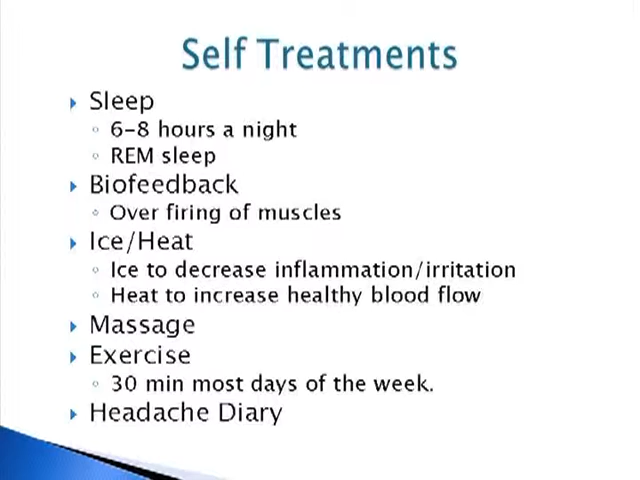 Self Treatments
Sleep
6-8 hours a night
REM sleep
Biofeedback
Over firing of muscles
Ice/Heat
Ice to decrease inflammation/irritation
Heat to increase healthy blood flow
Massage
Exercise
30 min most days of the week.
Headache Diary